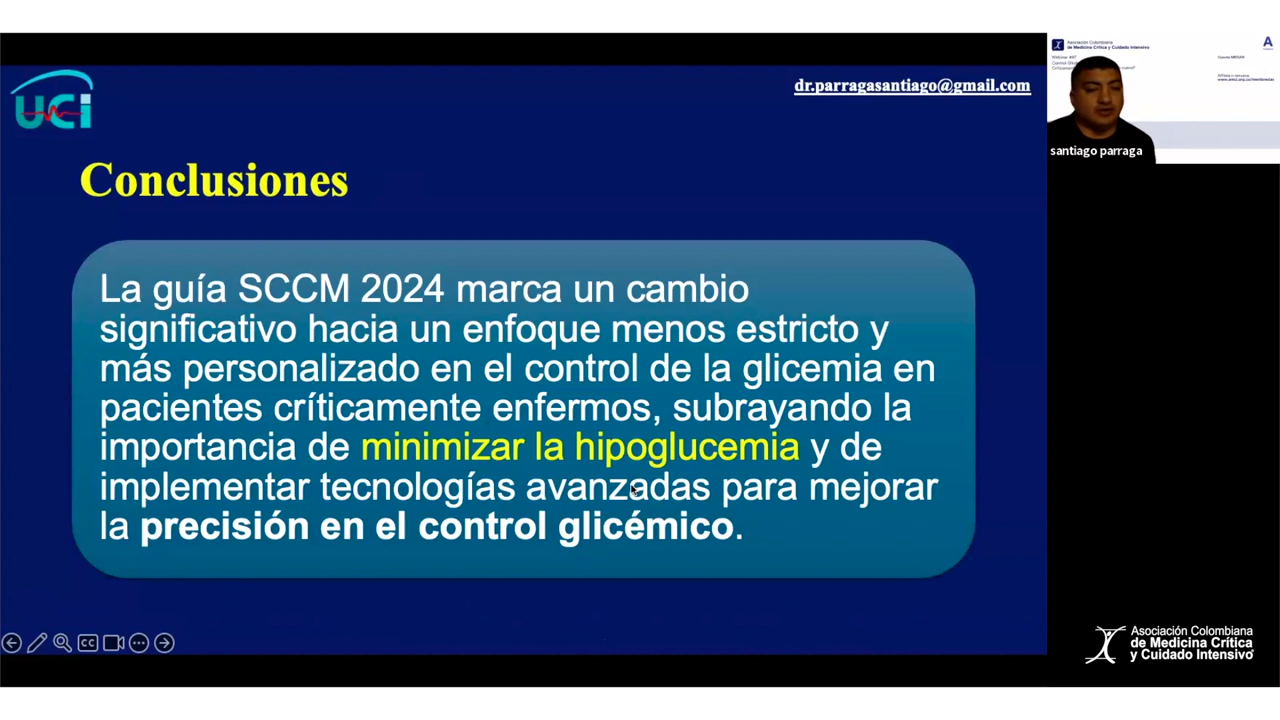 UCi
dr.parragasantiago@gmail.com
Conclusiones
La guía SCCM 2024 marca un cambio
significativo hacia un enfoque menos estricto y
más personalizado en el control de la glicemia en
pacientes críticamente enfermos, subrayando la
importancia de minimizar la hipoglucemia y de
implementar tecnologías avanzadas para mejorar
la precisión en el control glicémico.
CC
Asociación Colombiana
de Medicina Crítica y Cuidado Intensivo
Webinar #87
A
santiago parraga
Asociación Colombiana
de Medicina Crítica
y Cuidado Intensivo